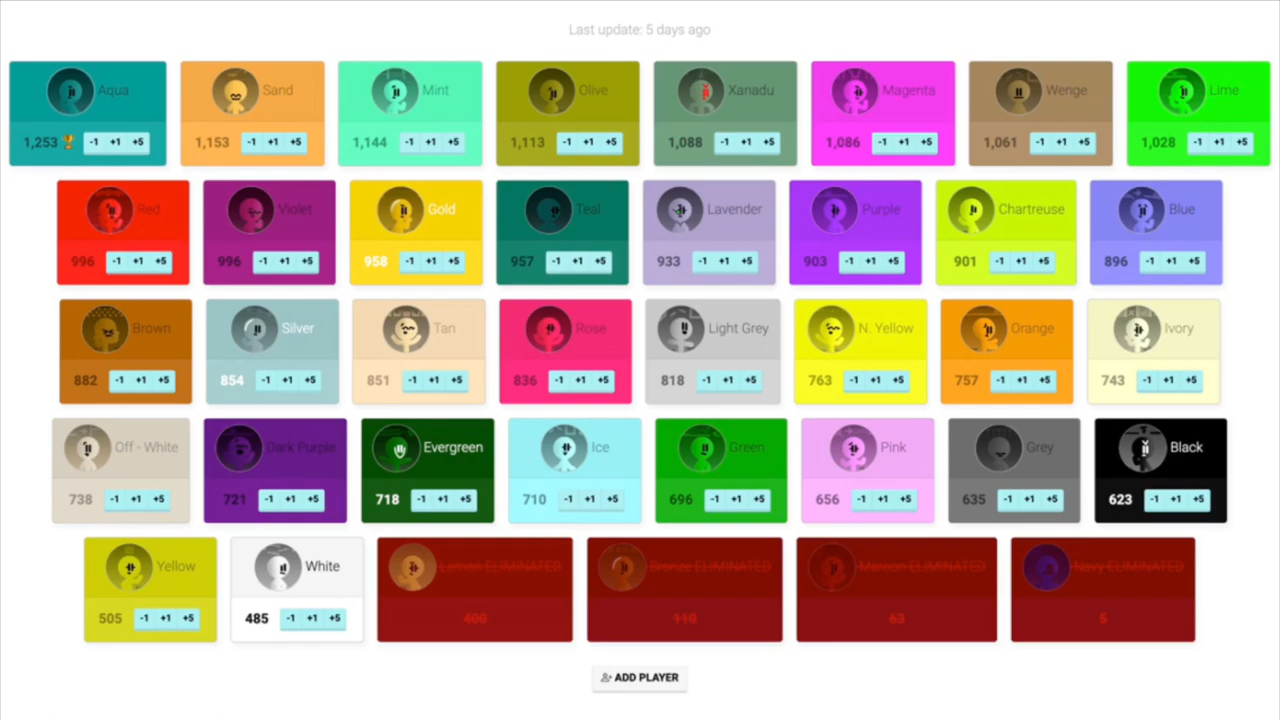 Last update: 5 days ago
Aqua
1,253 🏆 -1 +1 +5
Sand
1,153 -1 +1 +5
Mint
1,144 -1 +1 +5
Olive
1,113 -1 +1 +5
Xanadu
1,088 -1 +1 +5
Magenta
1,086 -1 +1 +5
Wenge
1,061 -1 +1 +5
Lime
1,028 -1 +1 +5
Red
996 -1 +1 +5
Violet
996 -1 +1 +5
Gold
958 -1 +1 +5
Teal
957 -1 +1 +5
Lavender
933 -1 +1 +5
Purple
903 -1 +1 +5
Chartreuse
901 -1 +1 +5
Blue
896 -1 +1 +5
Brown
882 -1 +1 +5
Silver
854 -1 +1 +5
Tan
851 -1 +1 +5
Rose
836 -1 +1 +5
Light Grey
818 -1 +1 +5
N. Yellow
763 -1 +1 +5
Orange
757 -1 +1 +5
Ivory
743 -1 +1 +5
Off - White
738 -1 +1 +5
Dark Purple
721 -1 +1 +5
Evergreen
718 -1 +1 +5
Ice
710 -1 +1 +5
Green
696 -1 +1 +5
Pink
656 -1 +1 +5
Grey
635 -1 +1 +5
Black
623 -1 +1 +5
Yellow
505 -1 +1 +5
White
485 -1 +1 +5
Lemon ELIMINATED
400
Bronze ELIMINATED
110
Maroon ELIMINATED
63
Navy ELIMINATED
5
ADD PLAYER